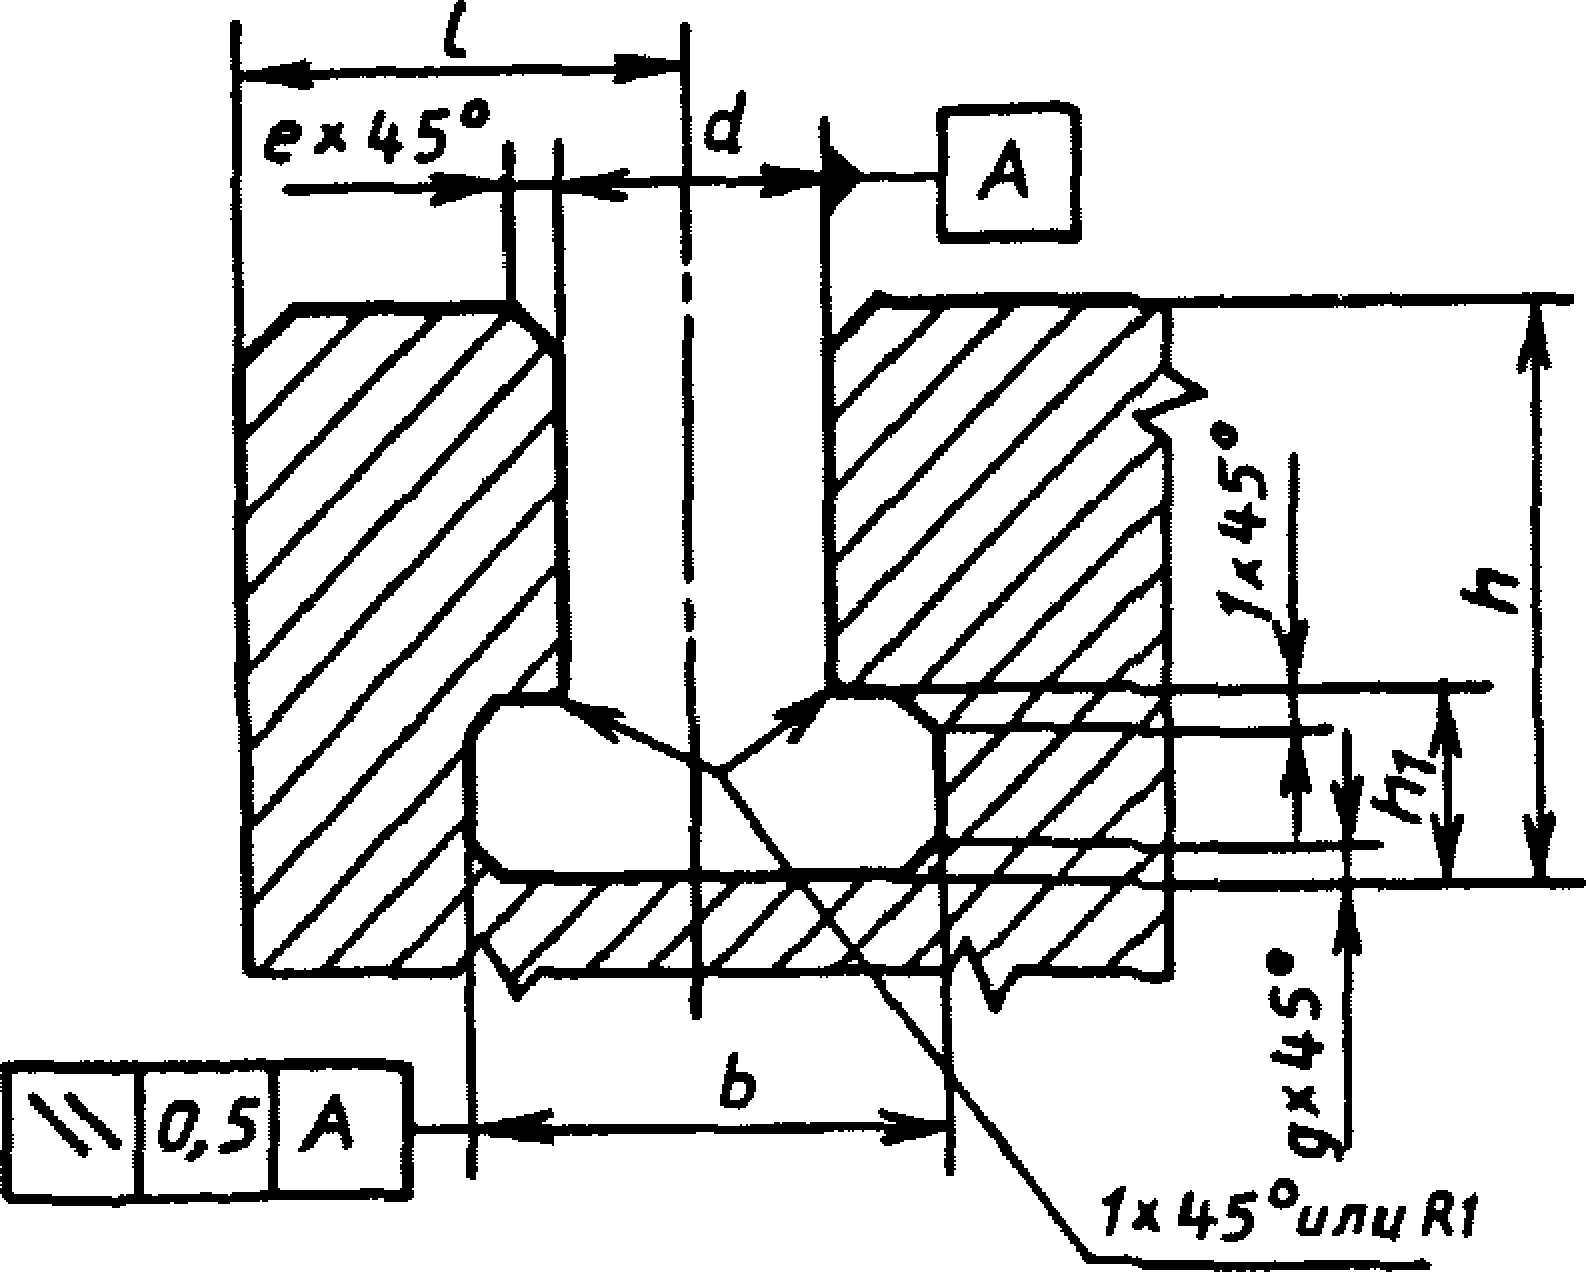 l
e×45°
d
A
1×45°
h
h1
g×45°
b
// 0,5 A
1×45° или R1